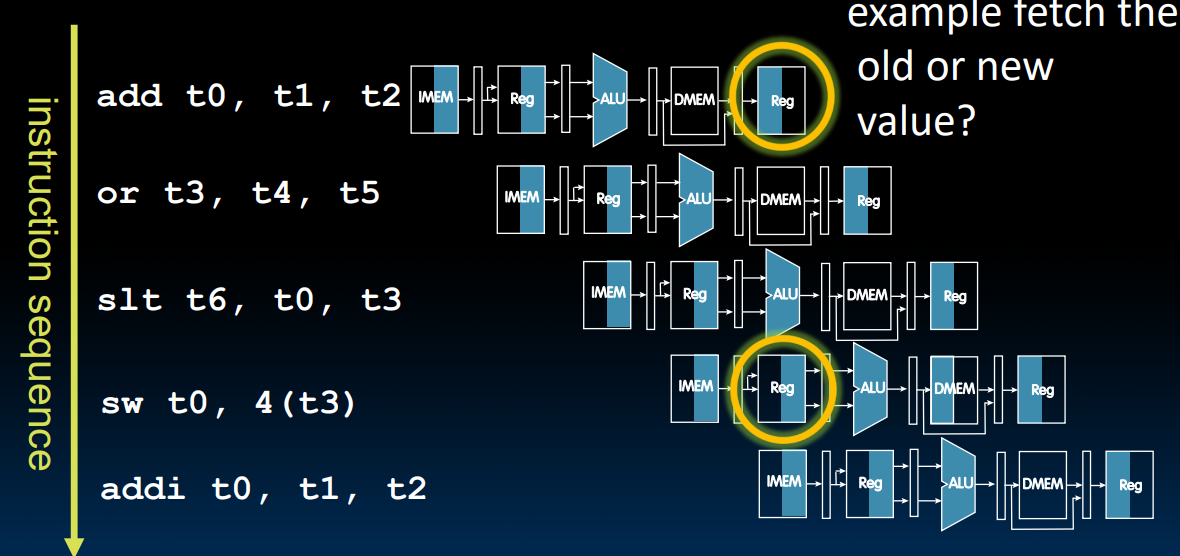 example fetch the
old or new
value?
instruction sequence
add t0, t1, t2
IMEM Reg ALU DMEM Reg
or t3, t4, t5
IMEM Reg ALU DMEM Reg
slt t6, t0, t3
IMEM Reg ALU DMEM Reg
sw t0, 4(t3)
IMEM Reg ALU DMEM Reg
addi t0, t1, t2
IMEM Reg ALU DMEM Reg